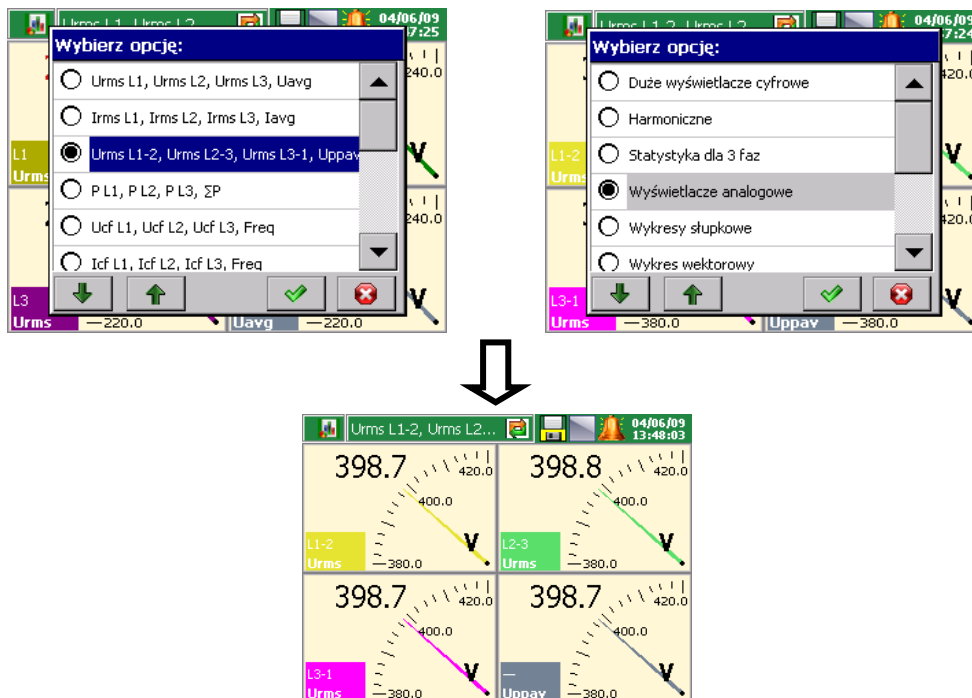 04/06/09
7:25
Wybierz opcję:
Urms L1, Urms L2, Urms L3, Uavg
Irms L1, Irms L2, Irms L3, Iavg
Urms L1-2, Urms L2-3, Urms L3-1, Uppav
P L1, P L2, P L3, ΣP
Ucf L1, Ucf L2, Ucf L3, Freq
Icf L1, Icf L2, Icf L3, Freq
240.0
L1
Urms
V
240.0
L3
Urms
220.0
Uavg
220.0
V
04/06/09
7:24
Wybierz opcję:
Duże wyświetlacze cyfrowe
Harmoniczne
Statystyka dla 3 faz
Wyświetlacze analogowe
Wykresy słupkowe
Wykres wektorowy
420.0
L1-2
Urms
V
420.0
L3-1
Urms
380.0
Uppav
380.0
V
Urms L1-2, Urms L2...
04/06/09
13:48:03
398.7
420.0
400.0
L1-2
Urms
380.0
V
398.8
420.0
400.0
L2-3
Urms
380.0
V
398.7
420.0
400.0
L3-1
Urms
380.0
V
398.7
420.0
400.0
—
Uppav
380.0
V